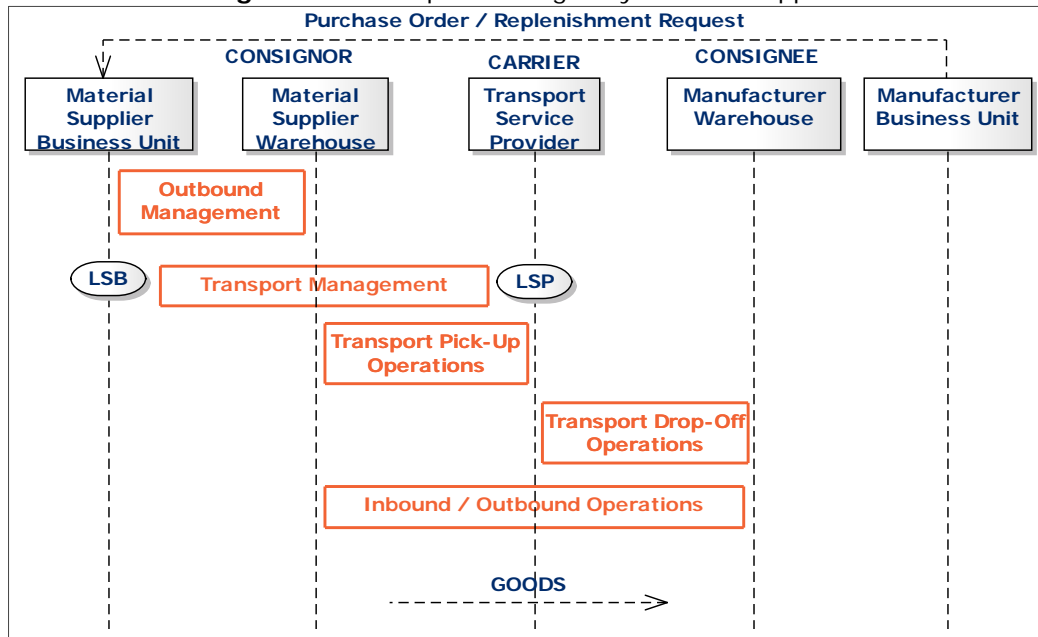 Purchase Order / Replenishment Request
CONSIGNOR
CARRIER
CONSIGNEE
Material
Supplier
Business Unit
Material
Supplier
Warehouse
Transport
Service
Provider
Manufacturer
Warehouse
Manufacturer
Business Unit
Outbound
Management
LSB
Transport Management
LSP
Transport Pick-Up
Operations
Transport Drop-Off
Operations
Inbound / Outbound Operations
GOODS